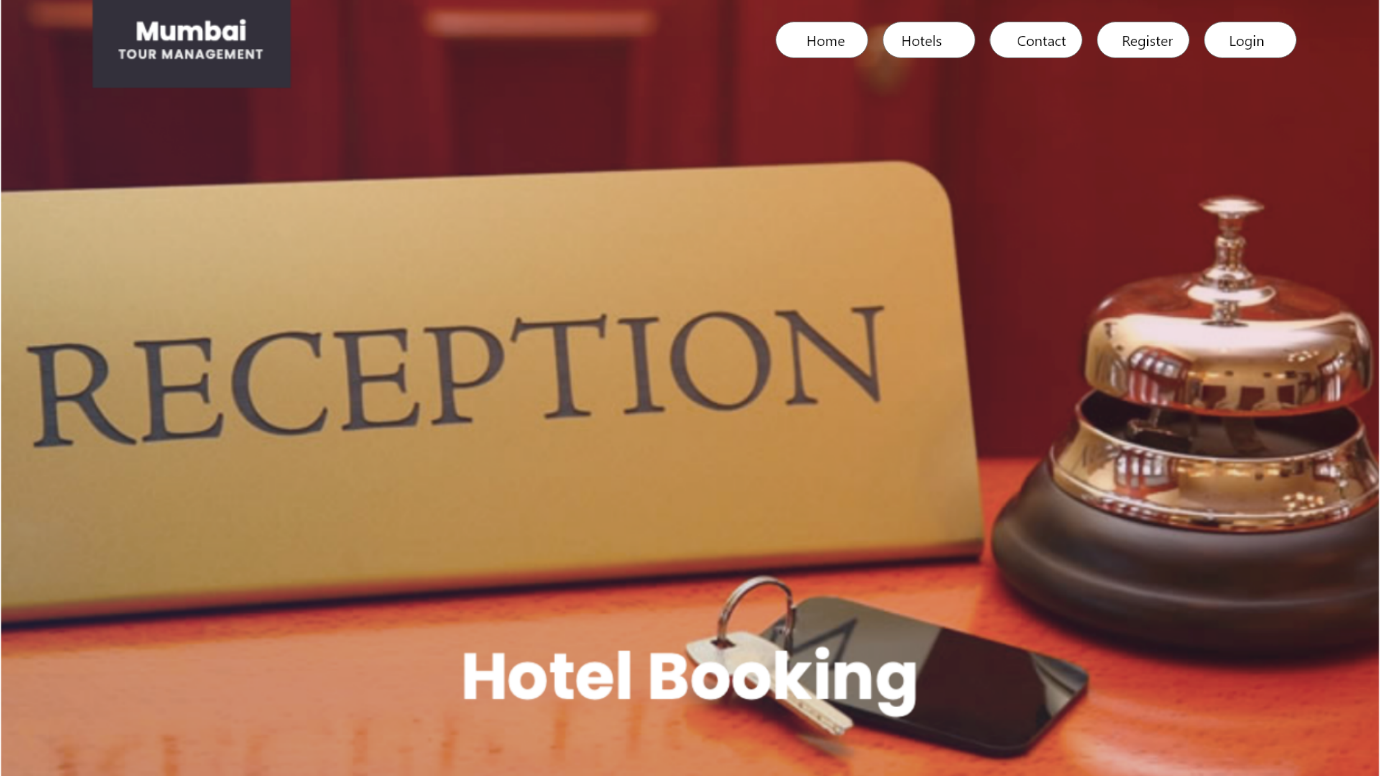 Mumbai
TOUR MANAGEMENT
Home
Hotels
Contact
Register
Login
RECEPTION
Hotel Booking